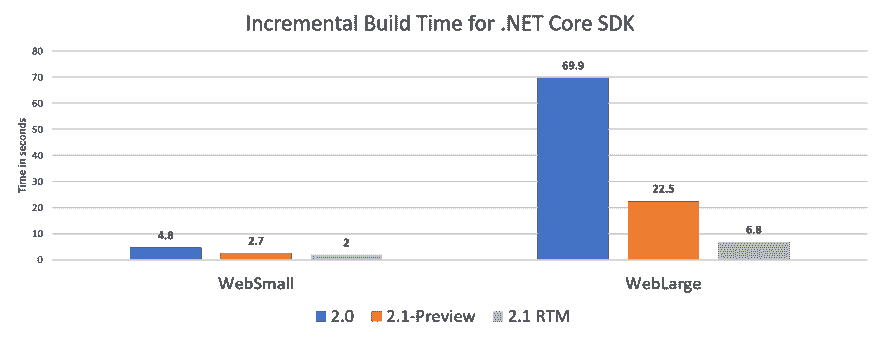 Incremental Build Time for .NET Core SDK
Time in seconds
80
70
60
50
40
30
20
10
0
4.8
2.7
2
69.9
22.5
6.8
WebSmall
WebLarge
2.0
2.1-Preview
2.1 RTM